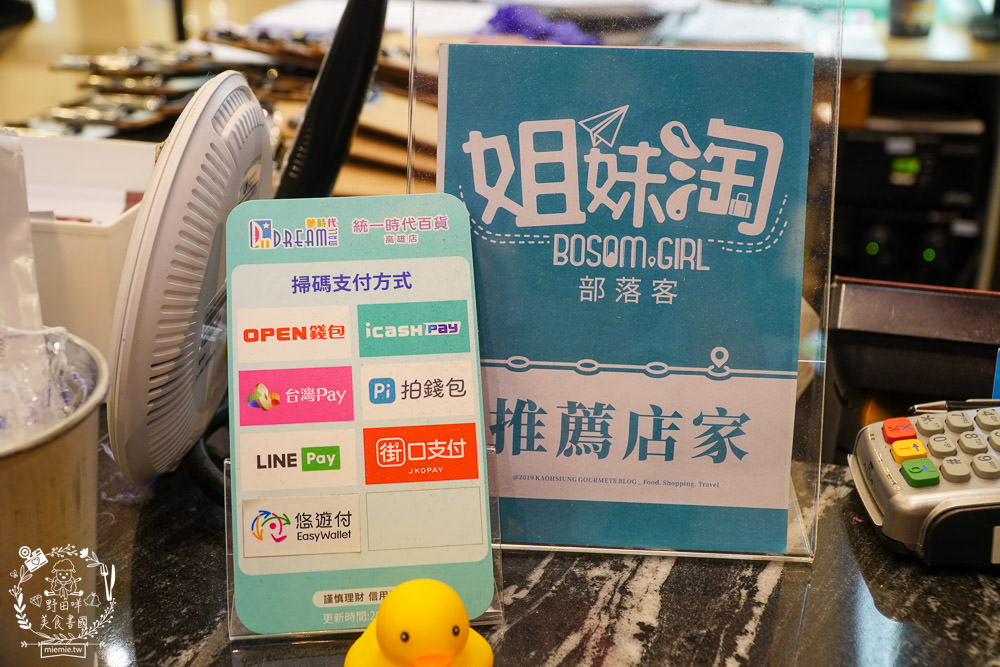 夢時代
DREAM MALL
統一時代百貨
高雄店
掃碼支付方式
OPEN錢包
icash Pay
台灣Pay
Pi 拍錢包
LINE Pay
街口支付
JKOPAY
悠遊付
EasyWallet
謹慎理財 信用
更新時間:2
姐妹淘
BOSOM.GIRL
部落客
推薦店家
@2019 KAOHSIUNG GOURMETS BLOG _ Food. Shopping. Travel
野田咩
美食書國
miemie.tw